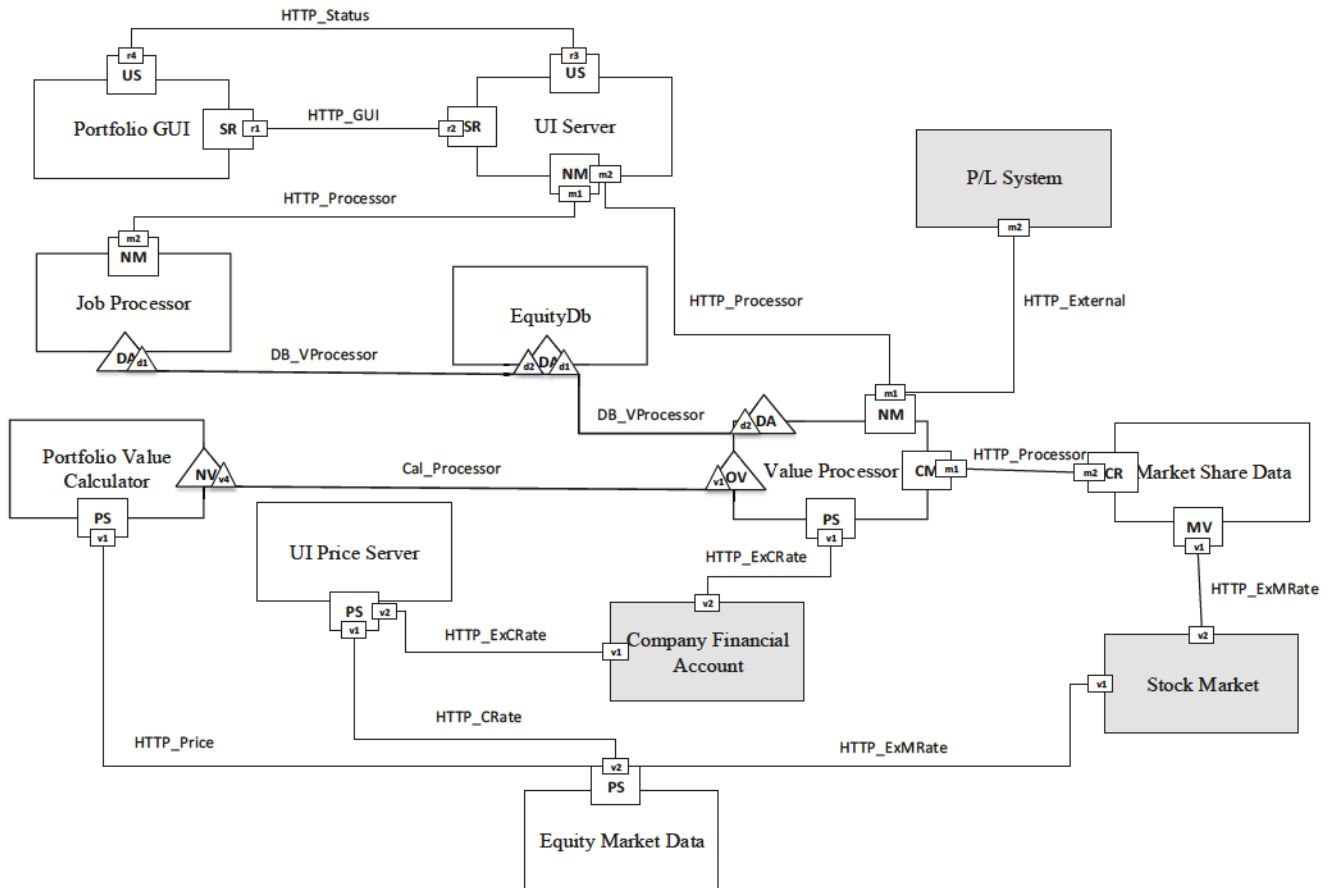 HTTP_Status
r4
US
r3
US
Portfolio GUI
SR
r1
HTTP_GUI
r2
SR
UI Server
NM
m2
m1
HTTP_Processor
P/L System
m2
m2
NM
Job Processor
DA
d1
DB_VProcessor
EquityDb
d2
DA
d1
HTTP_Processor
HTTP_External
DB_VProcessor
d2
DA
m1
NM
Portfolio Value
Calculator
NV
v4
PS
v1
Cal_Processor
v1
OV
Value Processor
CM
m1
PS
v1
HTTP_Processor
m2
CR
Market Share Data
MV
v1
UI Price Server
PS
v2
v1
HTTP_ExCRate
HTTP_ExCRate
v2
v1
Company Financial
Account
HTTP_ExMRate
v2
v1
Stock Market
HTTP_CRate
HTTP_Price
HTTP_ExMRate
v2
PS
Equity Market Data